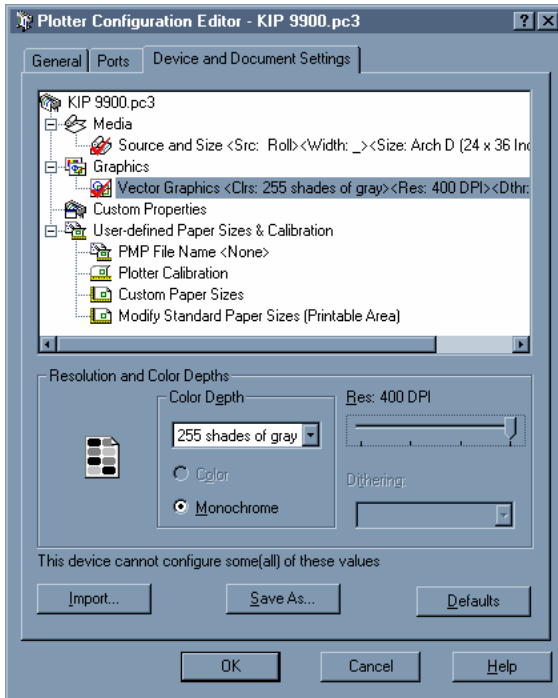 Plotter Configuration Editor - KIP 9900.pc3
General Ports Device and Document Settings
KIP 9900.pc3
Media
Source and Size <Src: Roll><Width: _><Size: Arch D (24 x 36 Inc
Graphics
Vector Graphics <Clrs: 255 shades of gray><Res: 400 DPI><Dthr:
Custom Properties
User-defined Paper Sizes & Calibration
PMP File Name <None>
Plotter Calibration
Custom Paper Sizes
Modify Standard Paper Sizes (Printable Area)
Resolution and Color Depths
Color Depth
Res: 400 DPI
255 shades of gray
Color
Dithering:
Monochrome
This device cannot configure some(all) of these values
Import... Save As... Defaults
OK Cancel Help